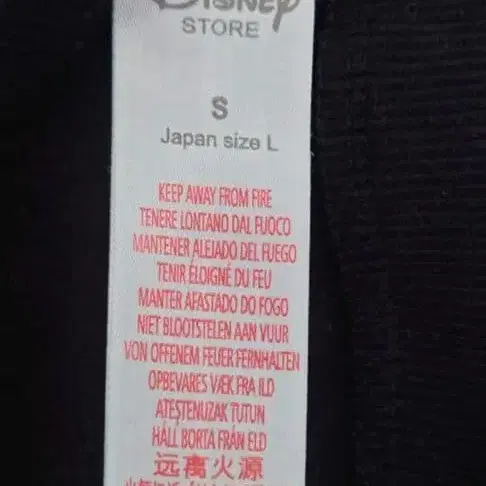 DISNEY
STORE
S
Japan size L
KEEP AWAY FROM FIRE
TENERE LONTANO DAL FUOCO
MANTENER ALEJADO DEL FUEGO
TENIR ÉLOIGNÉ DU FEU
MANTER AFASTADO DO FOGO
NIET BLOOTSTELEN AAN VUUR
VON OFFENEM FEUER FERNHALTEN
OPBEVARES VÆK FRA ILD
ATEŞTENUZAK TUTUN
HÅLL BORTA FRÅN ELD
远离火源